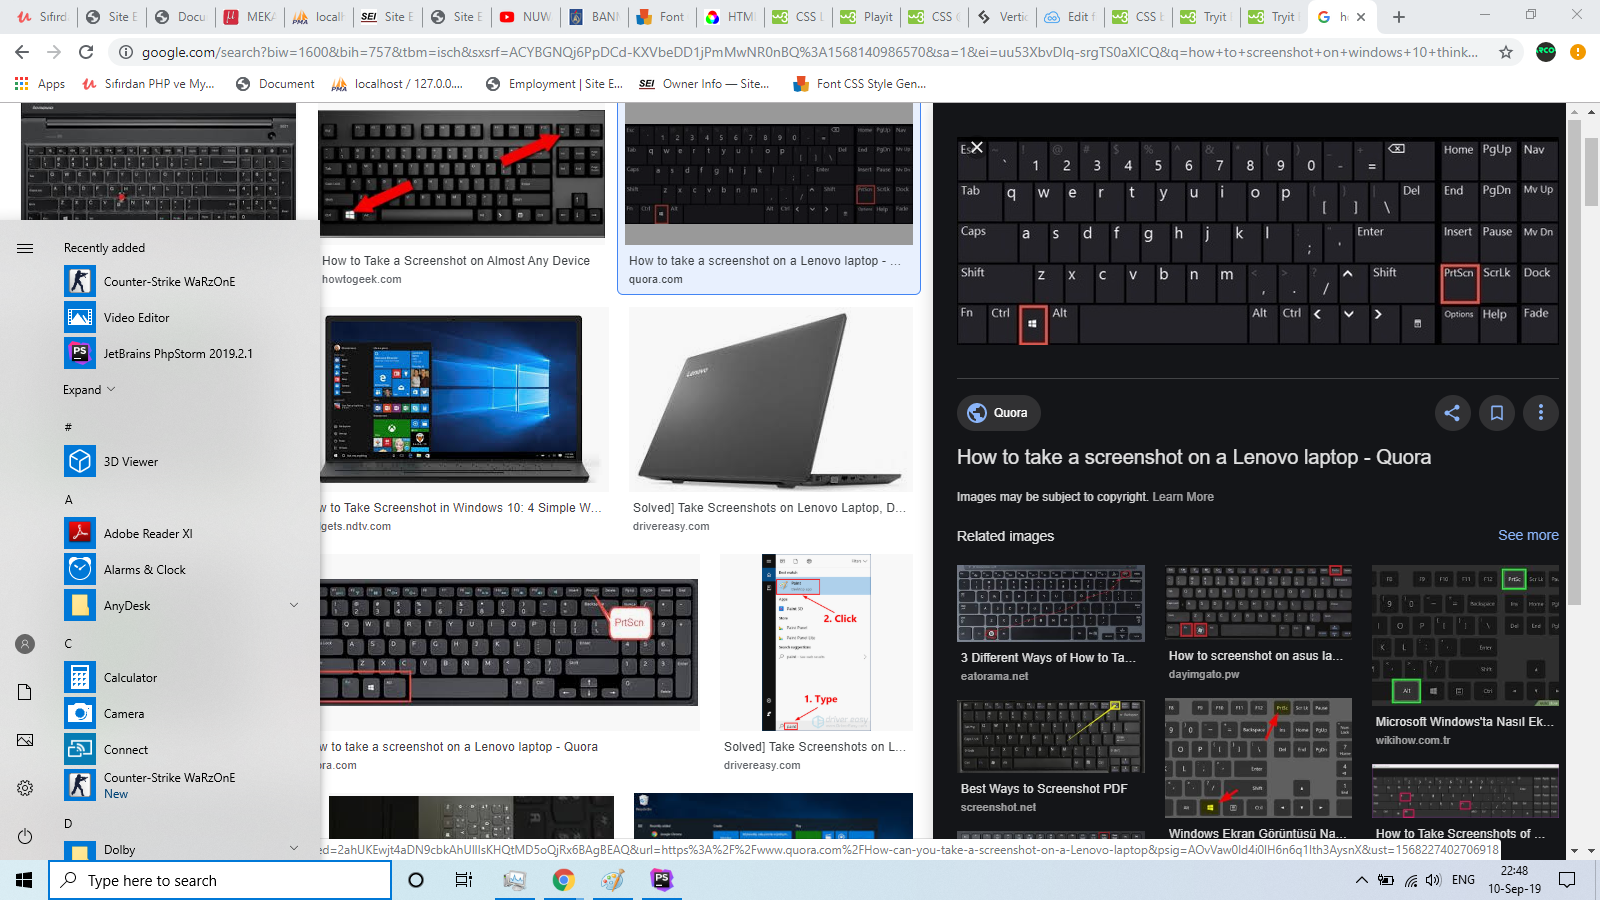 Sıfırd
Site E
Docu
MEKA
localh
Site E
Site E
NUW
BANN
Font
HTML
CSS L
Playit
CSS
Vertic
Edit f
CSS b
Tryit
Tryit
google.com/search?biw=1600&bih=757&tbm=isch&sxsrf=ACYBGNQj6PpDCd-KXVbeDD1jPmMwNR0nBQ%3A1568140986570&sa=1&ei=uu53XbvDIq-srgTS0aXICQ&q=how+to+screenshot+on+windows+10+think...
Apps
Sıfırdan PHP ve My...
Document
localhost / 127.0.0....
Employment | Site E...
SEI Owner Info — Site...
Font CSS Style Gen...
Recently added
Counter-Strike WaRzOnE
Video Editor
JetBrains PhpStorm 2019.2.1
Expand
#
3D Viewer
A
Adobe Reader XI
Alarms & Clock
AnyDesk
C
Calculator
Camera
Connect
Counter-Strike WaRzOnE
New
D
Dolby
How to Take a Screenshot on Almost Any Device
howtogeek.com
How to take a screenshot on a Lenovo laptop - ...
quora.com
Lenovo
w to Take Screenshot in Windows 10: 4 Simple W...
gets.ndtv.com
Solved] Take Screenshots on Lenovo Laptop, D...
drivereasy.com
PrtScn
2. Click
1. Type
driver easy
w to take a screenshot on a Lenovo laptop - Quora
ora.com
Solved] Take Screenshots on L...
drivereasy.com
Esc ~ ` ! 1 @ 2 # 3 $ 4 % 5 ^ 6 & 7 * 8 ( 9 ) 0 _ - + = Home PgUp Nav
Tab q w e r t y u i o p { [ } ] | \ Del End PgDn Mv Up
Caps a s d f g h j k l : ; " ' Enter Insert Pause Mv Dn
Shift z x c v b n m < , > . ? / Shift PrtScn ScrLk Dock
Fn Ctrl Alt Alt Ctrl Options Help Fade
Quora
How to take a screenshot on a Lenovo laptop - Quora
Images may be subject to copyright. Learn More
Related images
See more
3 Different Ways of How to Ta...
eatorama.net
How to screenshot on asus la...
dayimgato.pw
Microsoft Windows'ta Nasıl Ek...
wikihow.com.tr
Best Ways to Screenshot PDF
screenshot.net
Windows Ekran Görüntüsü Na...
How to Take Screenshots of ...
ed=2ahUKEwjt4aDN9cbkAhUIlIsKHQtMD5oQjRx6BAgBEAQ&url=https%3A%2F%2Fwww.quora.com%2FHow-can-you-take-a-screenshot-on-a-Lenovo-laptop&psig=AOvVaw0Id4i0IH6n6q1Ith3AysnX&ust=1568227402706918
Type here to search
ENG
22:48
10-Sep-19